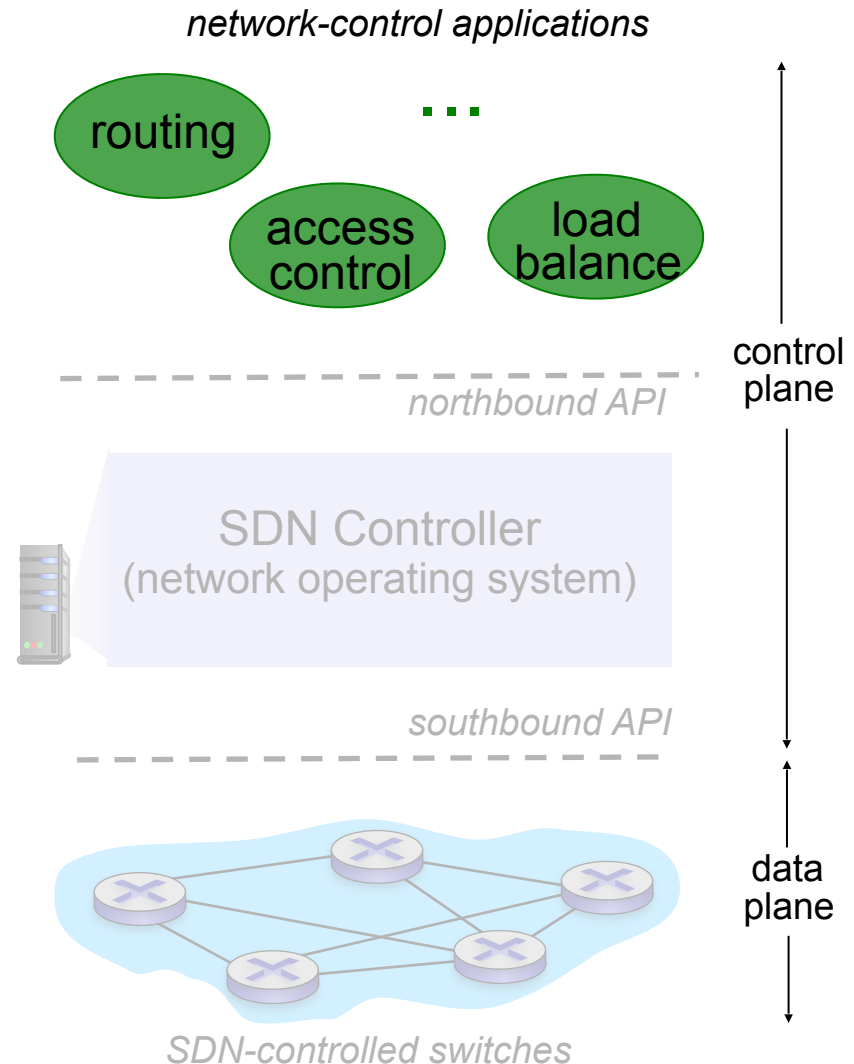 network-control applications
routing
...
access
control
load
balance
control
plane
northbound API
SDN Controller
(network operating system)
southbound API
data
plane
SDN-controlled switches